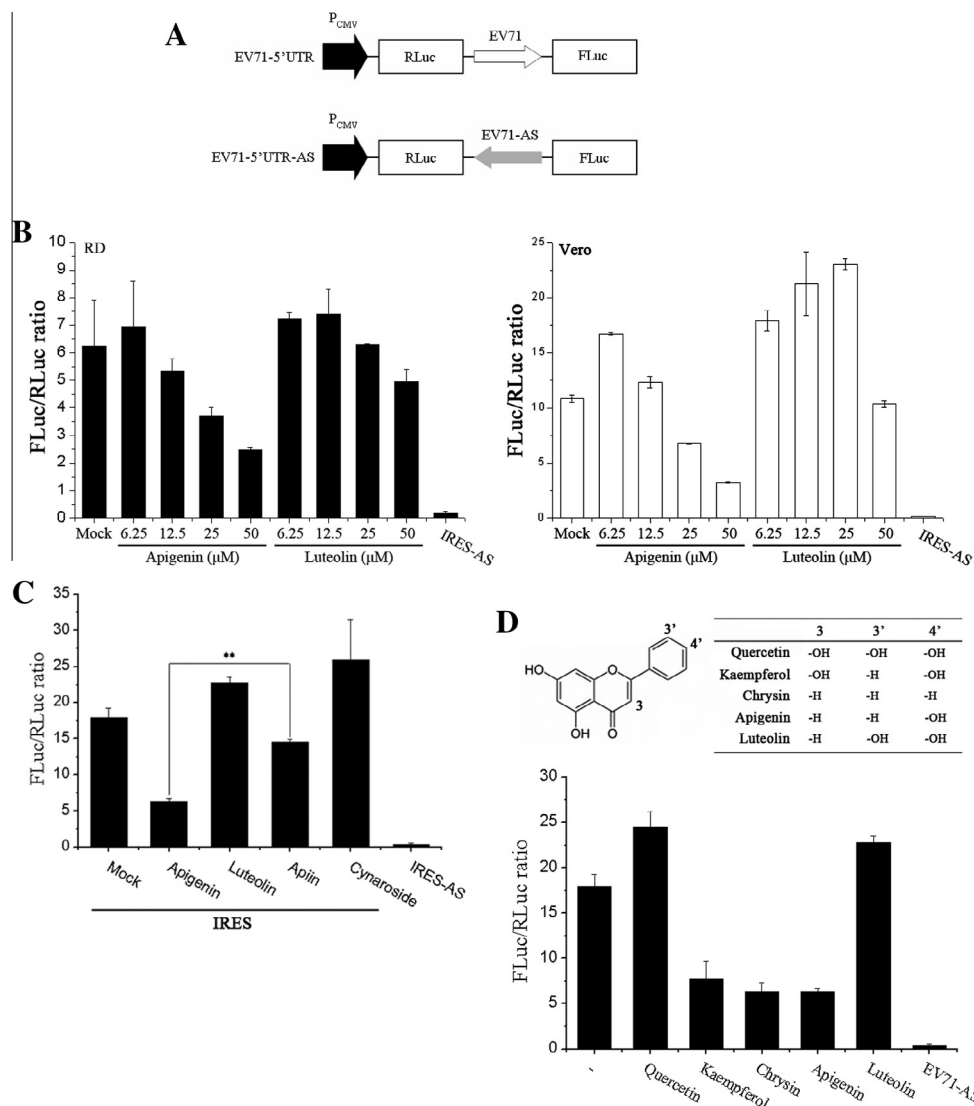 A
P_CMV
EV71-5'UTR
RLuc
EV71
FLuc
P_CMV
EV71-5'UTR-AS
RLuc
EV71-AS
FLuc
B
RD
FLuc/RLuc ratio
10
9
8
7
6
5
4
3
2
1
0
Mock 6.25 12.5 25 50 6.25 12.5 25 50 IRES-AS
Apigenin (μM) Luteolin (μM)
Vero
FLuc/RLuc ratio
25
20
15
10
5
0
Mock 6.25 12.5 25 50 6.25 12.5 25 50 IRES-AS
Apigenin (μM) Luteolin (μM)
C
FLuc/RLuc ratio
35
30
25
20
15
10
5
0
**
Mock Apigenin Luteolin Apiin Cynaroside IRES-AS
IRES
D
3'
4'
HO
O
3
OH O
3 3' 4'
Quercetin -OH -OH -OH
Kaempferol -OH -H -OH
Chrysin -H -H -H
Apigenin -H -H -OH
Luteolin -H -OH -OH
FLuc/RLuc ratio
30
25
20
15
10
5
0
- Quercetin Kaempferol Chrysin Apigenin Luteolin EV71-AS